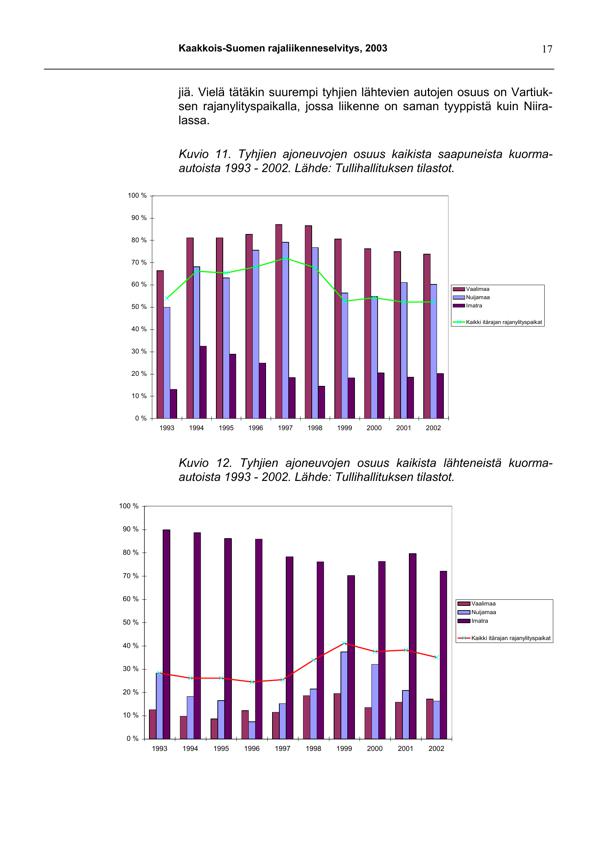 Kaakkois-Suomen rajaliikenneselvitys, 2003 17
jiä. Vielä tätäkin suurempi tyhjien lähtevien autojen osuus on Vartiuk-
sen rajanylityspaikalla, jossa liikenne on saman tyyppistä kuin Niira-
lassa.
Kuvio 11. Tyhjien ajoneuvojen osuus kaikista saapuneista kuorma-
autoista 1993 - 2002. Lähde: Tullihallituksen tilastot.
100 %
90 %
80 %
70 %
60 %
50 %
40 %
30 %
20 %
10 %
0 %
1993 1994 1995 1996 1997 1998 1999 2000 2001 2002
Vaalimaa
Nuijamaa
Imatra
Kaikki itärajan rajanylityspaikat
Kuvio 12. Tyhjien ajoneuvojen osuus kaikista lähteneistä kuorma-
autoista 1993 - 2002. Lähde: Tullihallituksen tilastot.
100 %
90 %
80 %
70 %
60 %
50 %
40 %
30 %
20 %
10 %
0 %
1993 1994 1995 1996 1997 1998 1999 2000 2001 2002
Vaalimaa
Nuijamaa
Imatra
Kaikki itärajan rajanylityspaikat